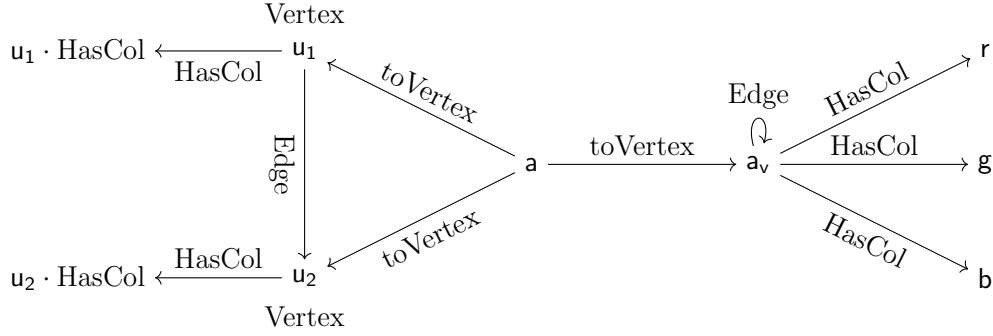 Vertex
u₁ · HasCol
HasCol
u₁
toVertex
Edge
HasCol
r
Edge
a
toVertex
aᵥ
HasCol
g
toVertex
HasCol
u₂ · HasCol
HasCol
u₂
b
Vertex